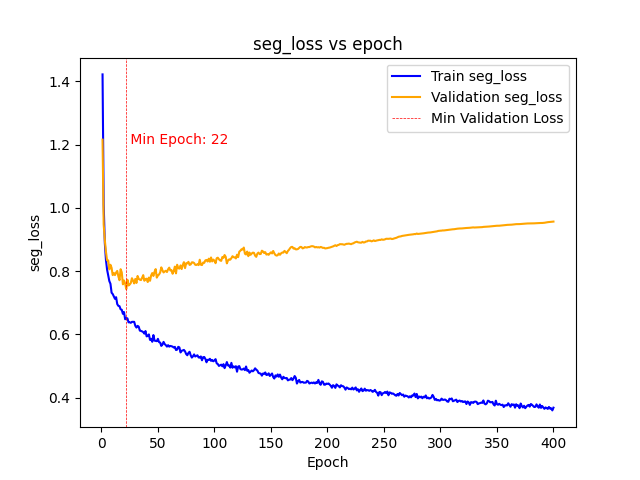 seg_loss vs epoch
Train seg_loss
Validation seg_loss
Min Validation Loss
Min Epoch: 22
seg_loss
1.4
1.2
1.0
0.8
0.6
0.4
0 50 100 150 200 250 300 350 400
Epoch